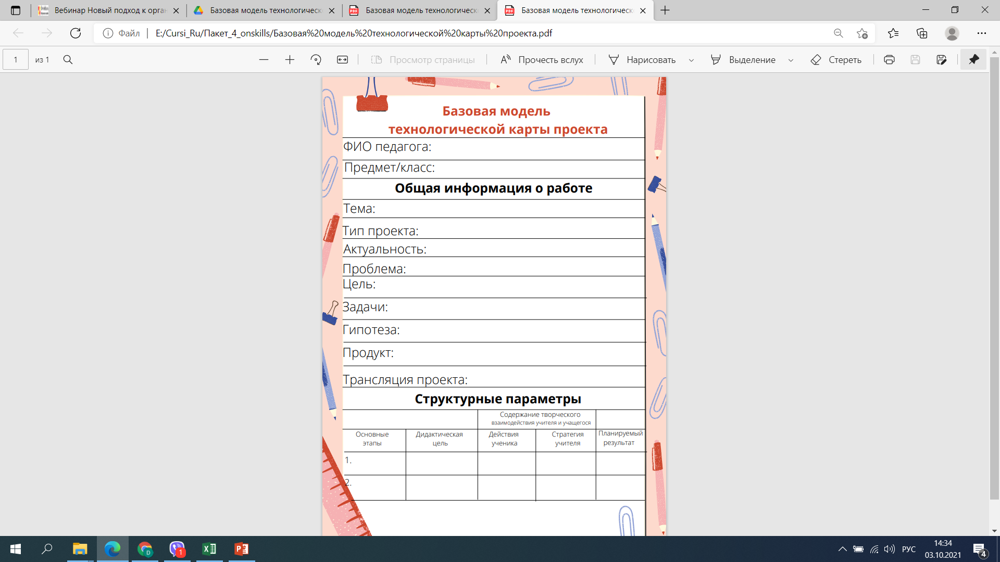 Вебинар Новый подход к орган
Базовая модель технологическо
Базовая модель технологическ
Базовая модель технологическ
Файл
E:/Cursi_Ru/Пакет_4_onskills/Базовая%20модель%20технологической%20карты%20проекта.pdf
1
из 1
Просмотр страницы
Прочесть вслух
Нарисовать
Выделение
Стереть
Базовая модель
технологической карты проекта
ФИО педагога:
Предмет/класс:
Общая информация о работе
Тема:
Тип проекта:
Актуальность:
Проблема:
Цель:
Задачи:
Гипотеза:
Продукт:
Трансляция проекта:
Структурные параметры
Содержание творческого
взаимодействия учителя и учащегося
Основные этапы
Дидактическая цель
Действия ученика
Стратегия учителя
Планируемый результат
1.
2.
D
1
РУС
14:34
03.10.2021
4